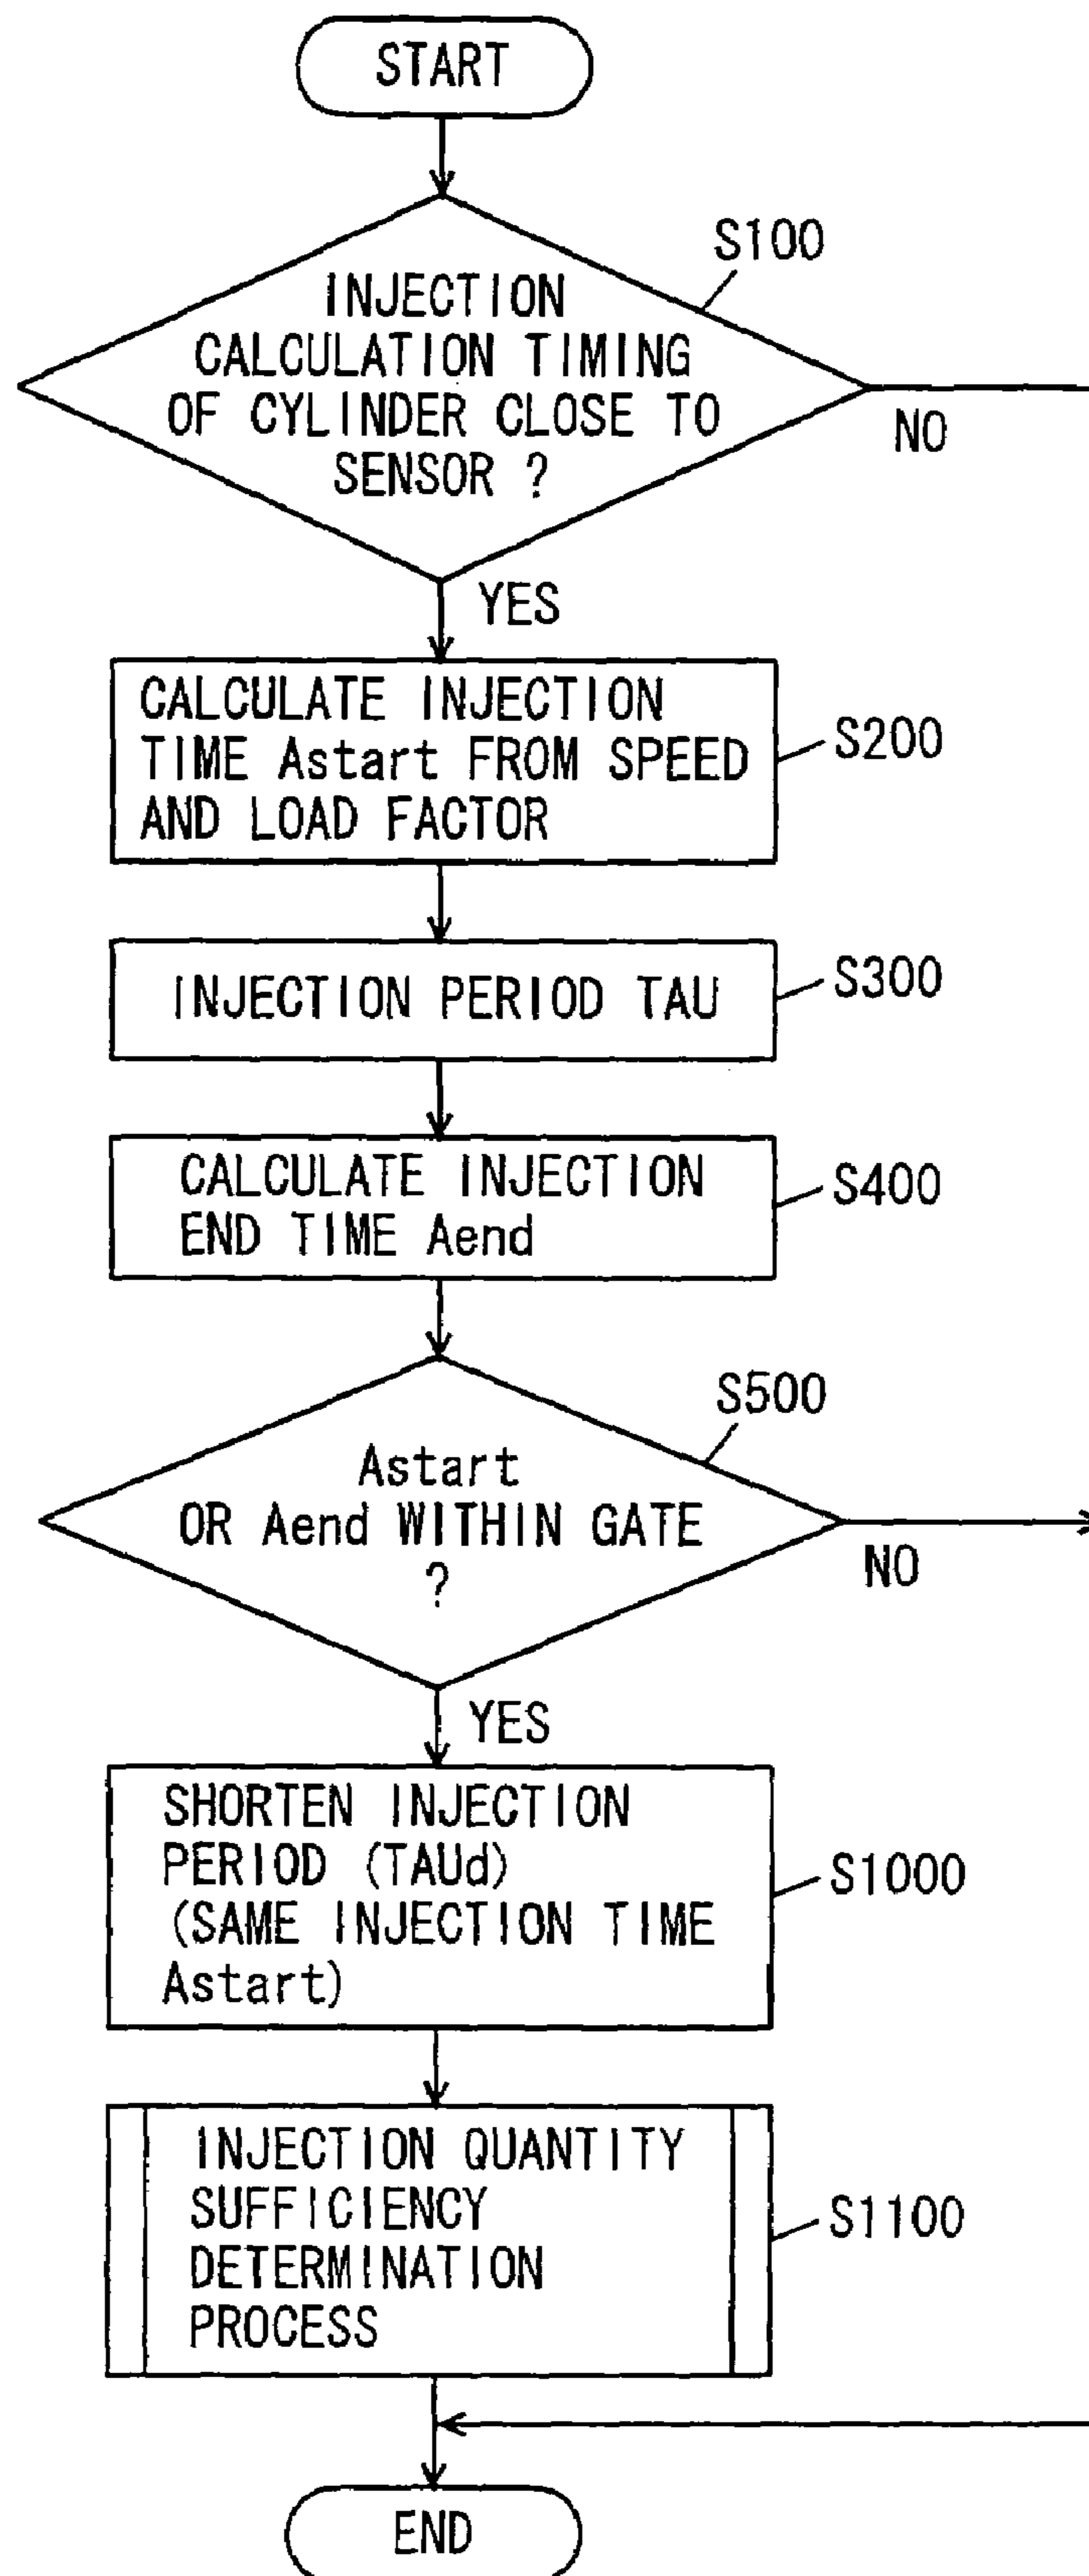 START
S100
INJECTION
CALCULATION TIMING
OF CYLINDER CLOSE TO
SENSOR ?
NO
YES
CALCULATE INJECTION
TIME Astart FROM SPEED
AND LOAD FACTOR
S200
INJECTION PERIOD TAU
S300
CALCULATE INJECTION
END TIME Aend
S400
S500
Astart
OR Aend WITHIN GATE
?
NO
YES
SHORTEN INJECTION
PERIOD (TAUd)
(SAME INJECTION TIME
Astart)
S1000
INJECTION QUANTITY
SUFFICIENCY
DETERMINATION
PROCESS
S1100
END